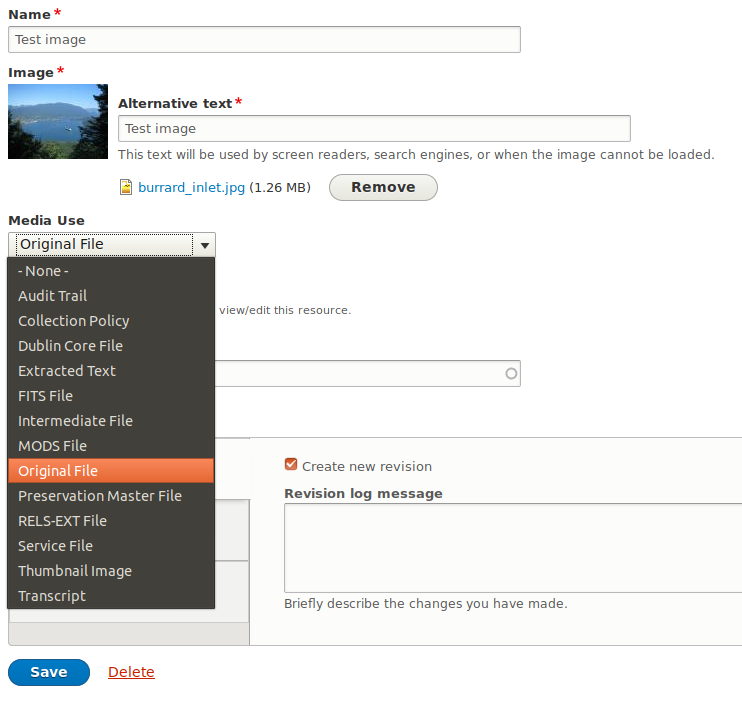 Name *
Test image
Image *
Alternative text *
Test image
This text will be used by screen readers, search engines, or when the image cannot be loaded.
burrard_inlet.jpg (1.26 MB) Remove
Media Use
Original File
- None -
Audit Trail
view/edit this resource.
Collection Policy
Dublin Core File
Extracted Text
FITS File
Intermediate File
MODS File
Original File
Preservation Master File
RELS-EXT File
Service File
Thumbnail Image
Transcript
Create new revision
Revision log message
Briefly describe the changes you have made.
Save Delete